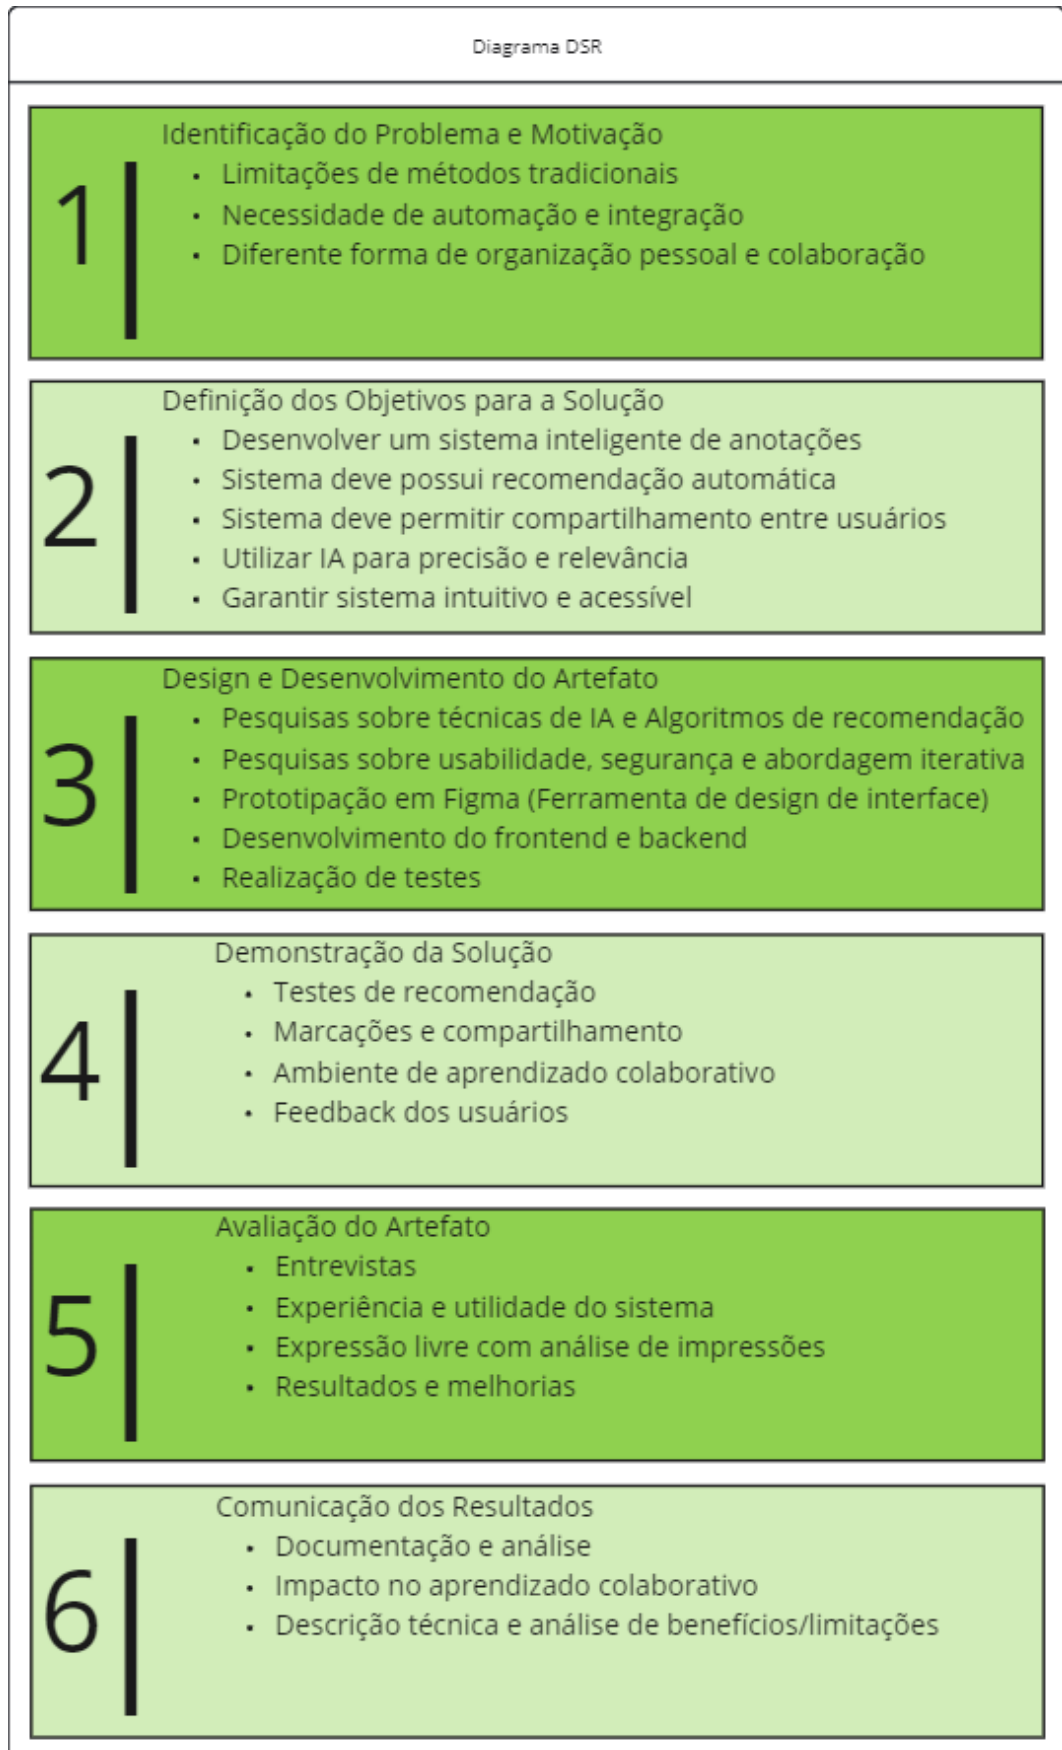 Diagrama DSR
1
Identificação do Problema e Motivação
• Limitações de métodos tradicionais
• Necessidade de automação e integração
• Diferente forma de organização pessoal e colaboração
2
Definição dos Objetivos para a Solução
• Desenvolver um sistema inteligente de anotações
• Sistema deve possui recomendação automática
• Sistema deve permitir compartilhamento entre usuários
• Utilizar IA para precisão e relevância
• Garantir sistema intuitivo e acessível
3
Design e Desenvolvimento do Artefato
• Pesquisas sobre técnicas de IA e Algoritmos de recomendação
• Pesquisas sobre usabilidade, segurança e abordagem iterativa
• Prototipação em Figma (Ferramenta de design de interface)
• Desenvolvimento do frontend e backend
• Realização de testes
4
Demonstração da Solução
• Testes de recomendação
• Marcações e compartilhamento
• Ambiente de aprendizado colaborativo
• Feedback dos usuários
5
Avaliação do Artefato
• Entrevistas
• Experiência e utilidade do sistema
• Expressão livre com análise de impressões
• Resultados e melhorias
6
Comunicação dos Resultados
• Documentação e análise
• Impacto no aprendizado colaborativo
• Descrição técnica e análise de benefícios/limitações